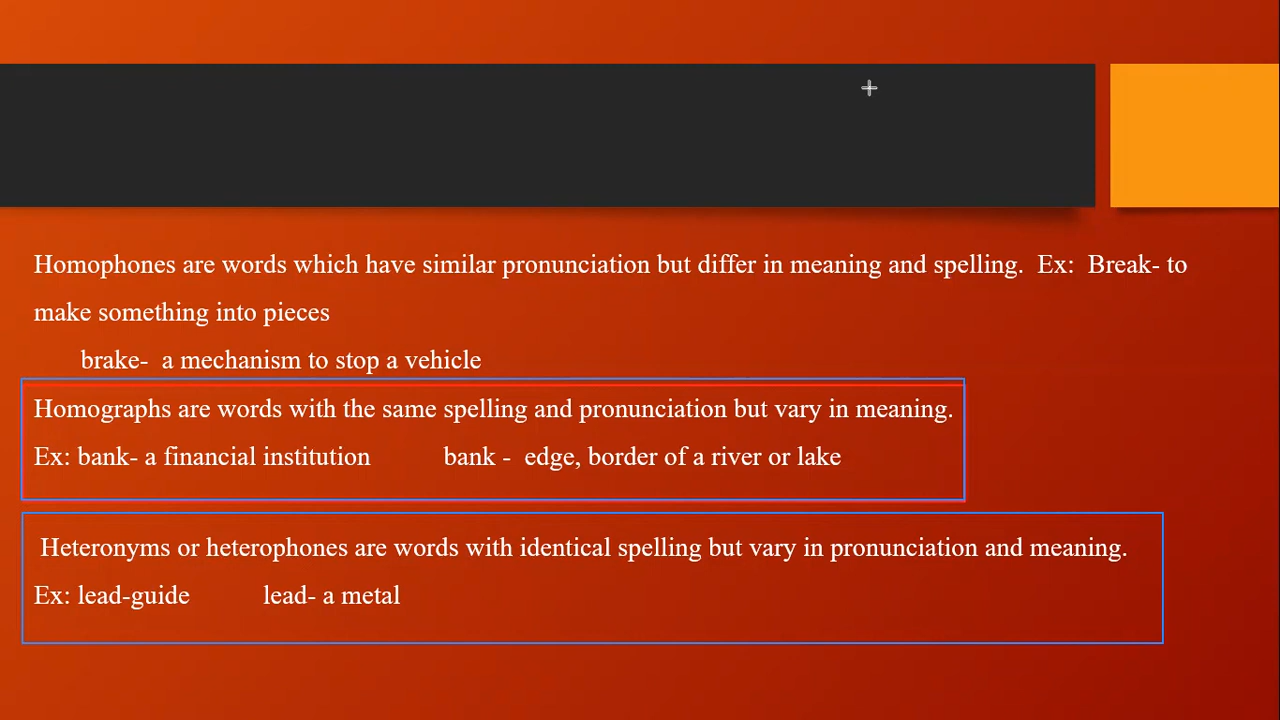 Homophones are words which have similar pronunciation but differ in meaning and spelling. Ex: Break- to
make something into pieces
brake- a mechanism to stop a vehicle
Homographs are words with the same spelling and pronunciation but vary in meaning.
Ex: bank- a financial institution bank - edge, border of a river or lake
Heteronyms or heterophones are words with identical spelling but vary in pronunciation and meaning.
Ex: lead-guide lead- a metal